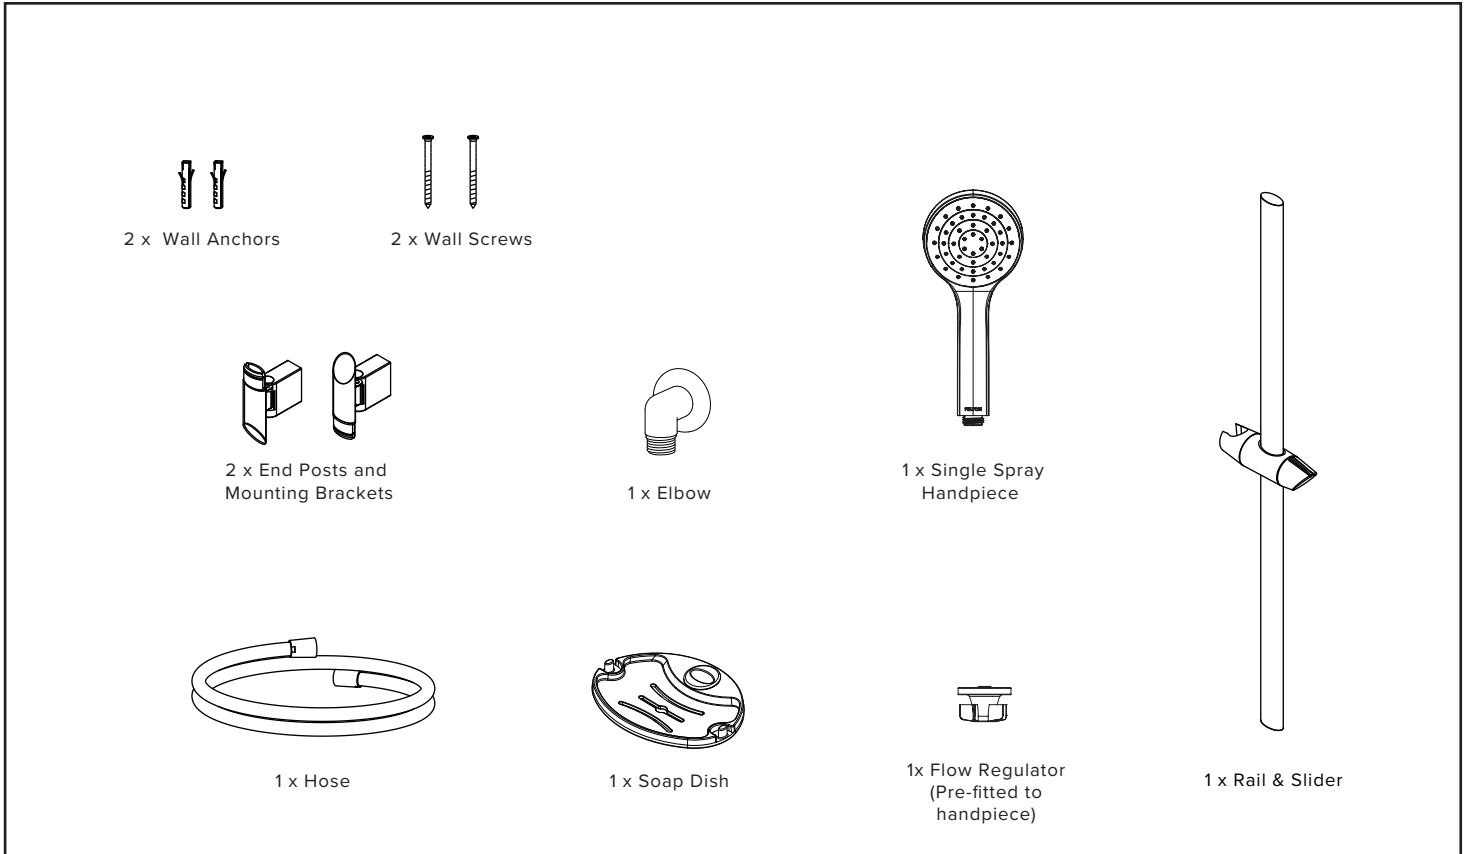 2 x  Wall Anchors
2 x Wall Screws
2 x End Posts and
Mounting Brackets
1 x Elbow
1 x Single Spray
Handpiece
1 x Hose
1 x Soap Dish
1x Flow Regulator
(Pre-fitted to
handpiece)
1 x Rail & Slider